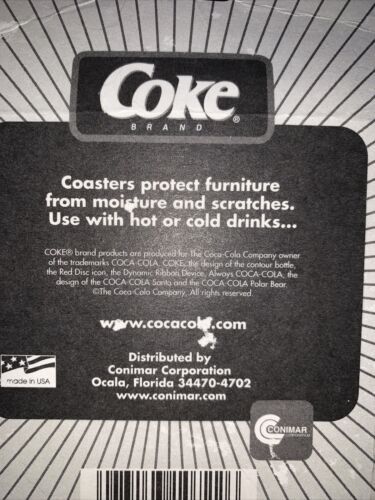 Coke®
BRAND
Coasters protect furniture
from moisture and scratches.
Use with hot or cold drinks...
COKE® brand products are produced for The Coca-Cola Company owner
of the trademarks COCA-COLA, COKE, the design of the contour bottle,
the Red Disc icon, the Dynamic Ribbon Device, Always COCA-COLA, the
design of the COCA-COLA Santa and the COCA-COLA Polar Bear.
©The Coca-Cola Company. All rights reserved
www.cocacola.com
Distributed by
Conimar Corporation
Ocala, Florida 34470-4702
www.conimar.com
made in USA
CONIMAR
CORPORATION